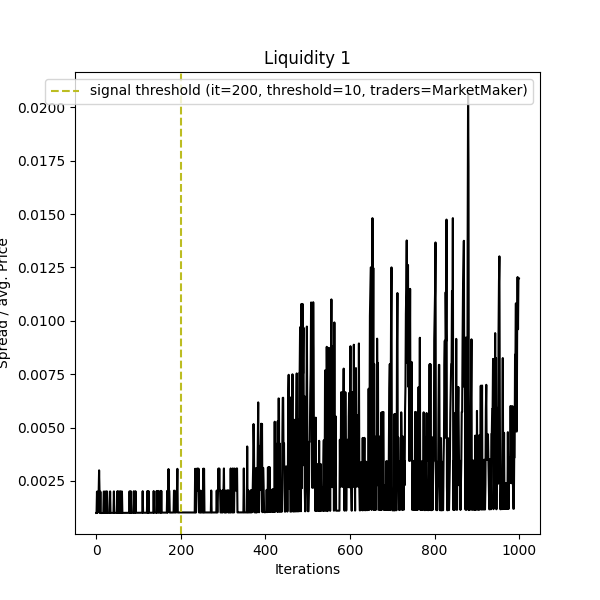 Liquidity 1
signal threshold (it=200, threshold=10, traders=MarketMaker)
0.0200
0.0175
0.0150
0.0125
0.0100
0.0075
0.0050
0.0025
Spread / avg. Price
0 200 400 600 800 1000
Iterations